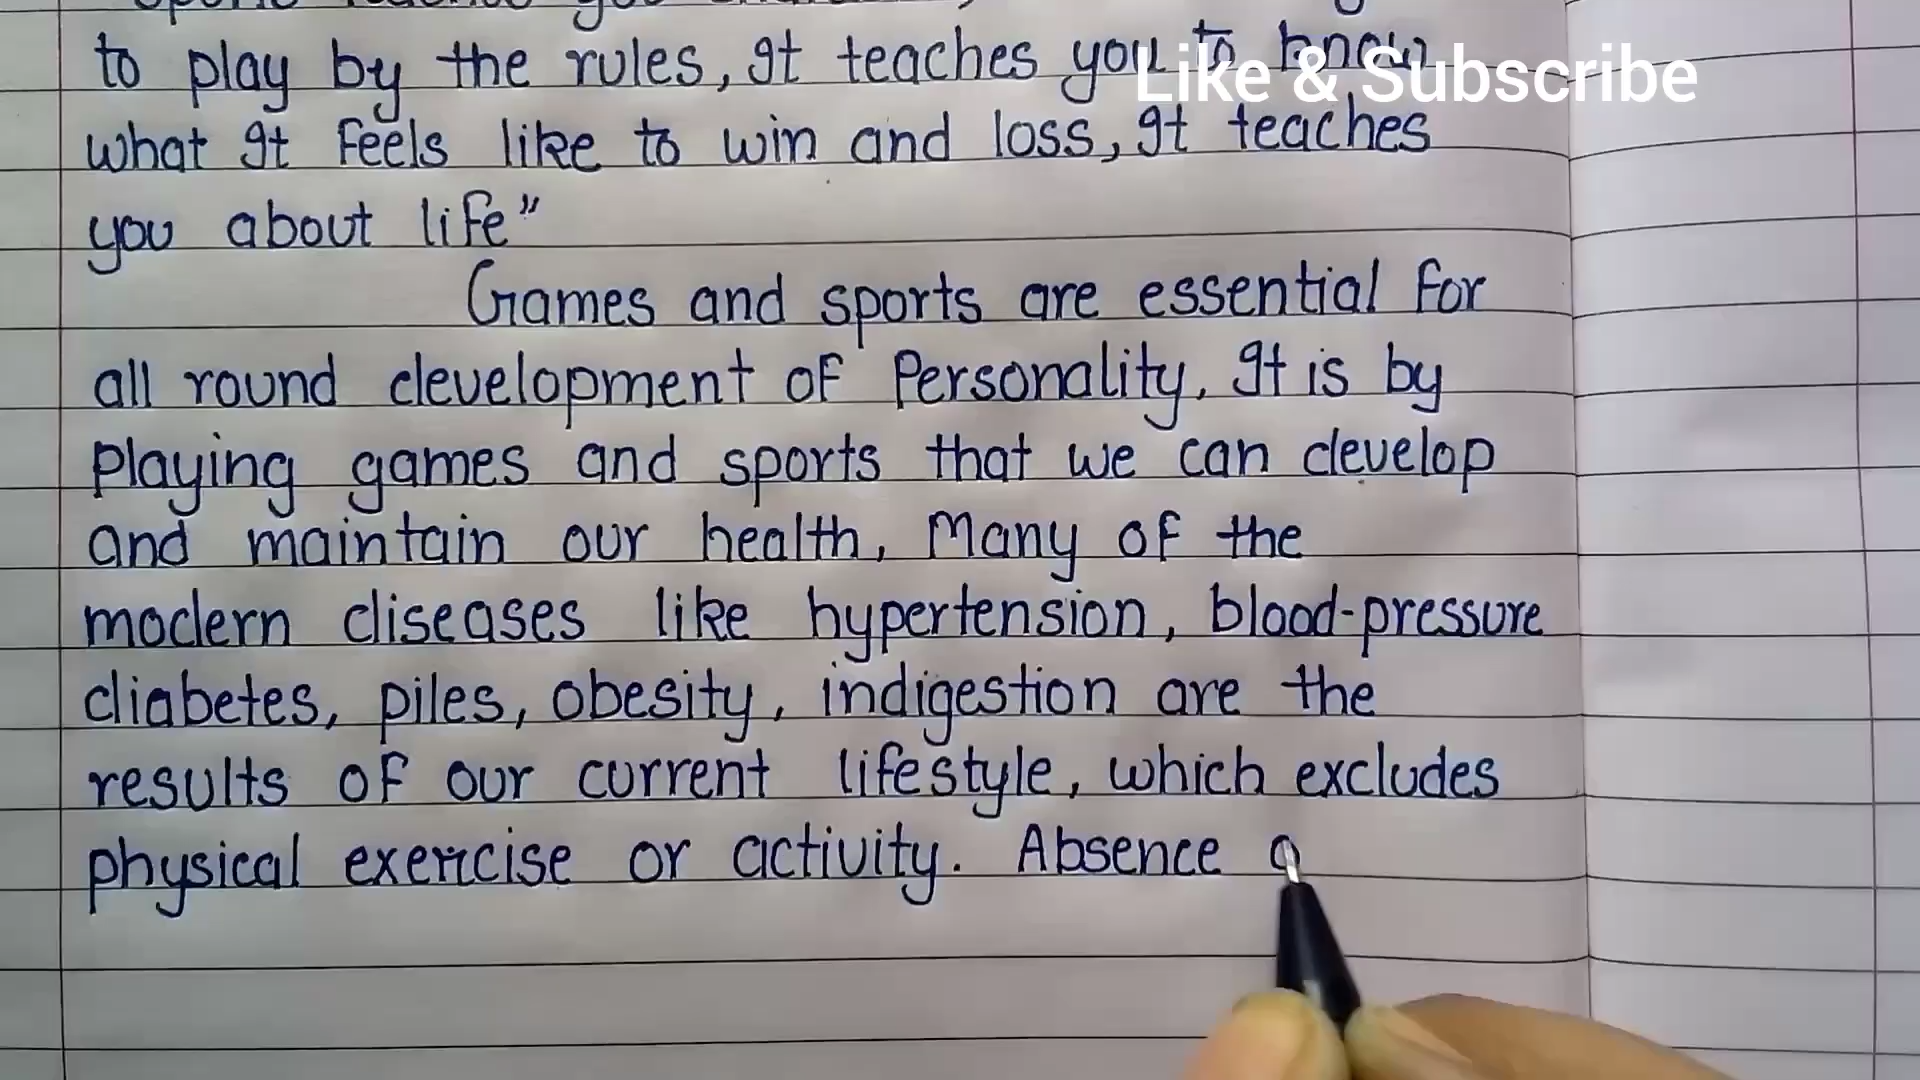 to play by the rules, It teaches you to know
Like & Subscribe
what It feels like to win and loss, It teaches
you about life"
Games and sports are essential for
all round development of Personality. It is by
Playing games and sports that we can develop
and maintain our health, Many of the
modern diseases like hypertension, blood-pressure
diabetes, piles, obesity, indigestion are the
results of our current lifestyle, which excludes
physical exercise or activity. Absence